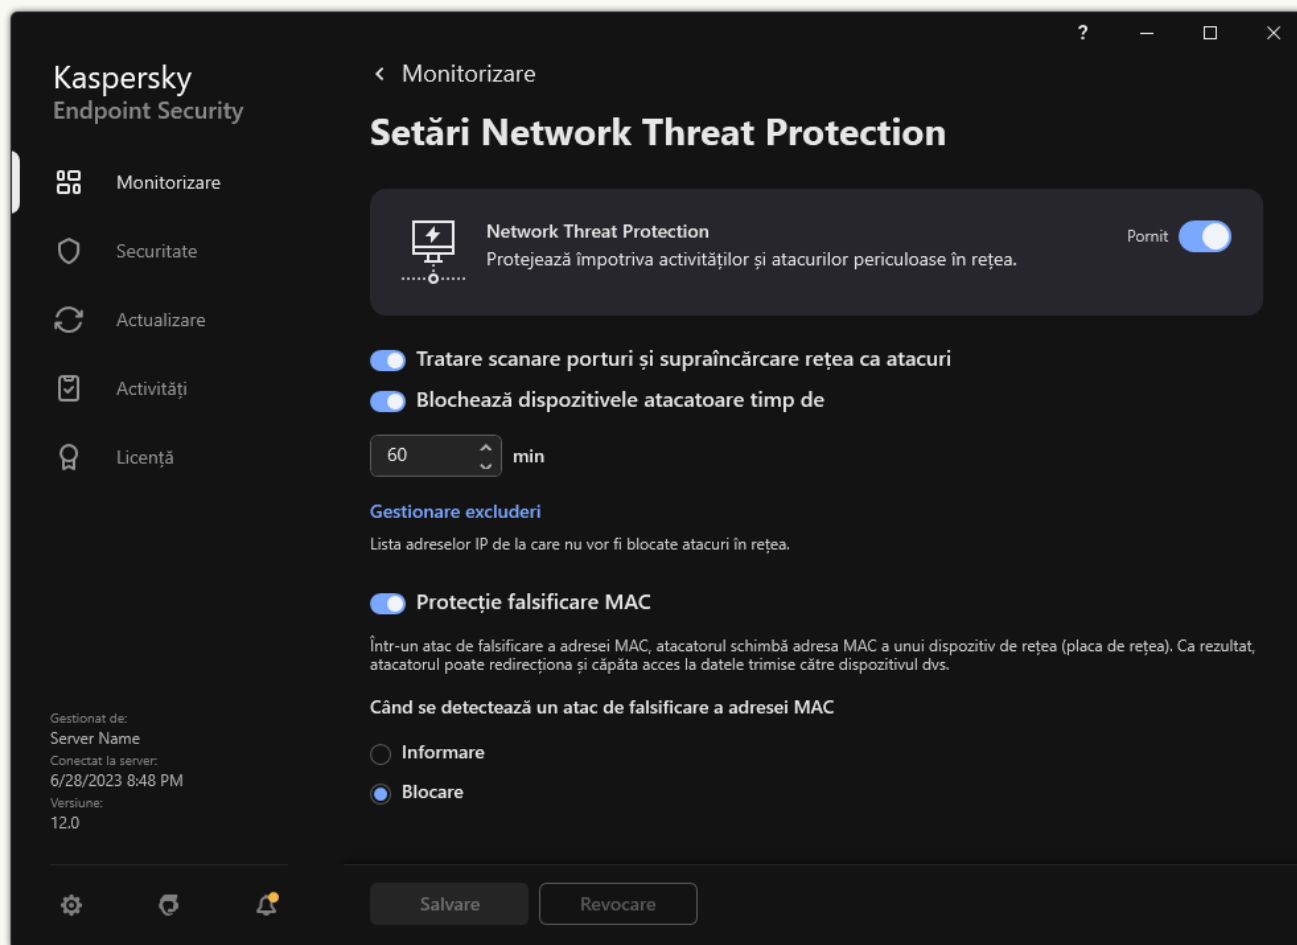 ?
Kaspersky
Endpoint Security
Monitorizare
Securitate
Actualizare
Activități
Licență
Gestionat de:
Server Name
Conectat la server:
6/28/2023 8:48 PM
Versiune:
12.0
Monitorizare
Setări Network Threat Protection
Network Threat Protection
Protejează împotriva activităților și atacurilor periculoase în rețea.
Pornit
Tratare scanare porturi și supraîncărcare rețea ca atacuri
Blochează dispozitivele atacatoare timp de
60 min
Gestionare excluderi
Lista adreselor IP de la care nu vor fi blocate atacuri în rețea.
Protecție falsificare MAC
Într-un atac de falsificare a adresei MAC, atacatorul schimbă adresa MAC a unui dispozitiv de rețea (placa de rețea). Ca rezultat,
atacatorul poate redirecționa și căpăta acces la datele trimise către dispozitivul dvs.
Când se detectează un atac de falsificare a adresei MAC
Informare
Blocare
Salvare
Revocare